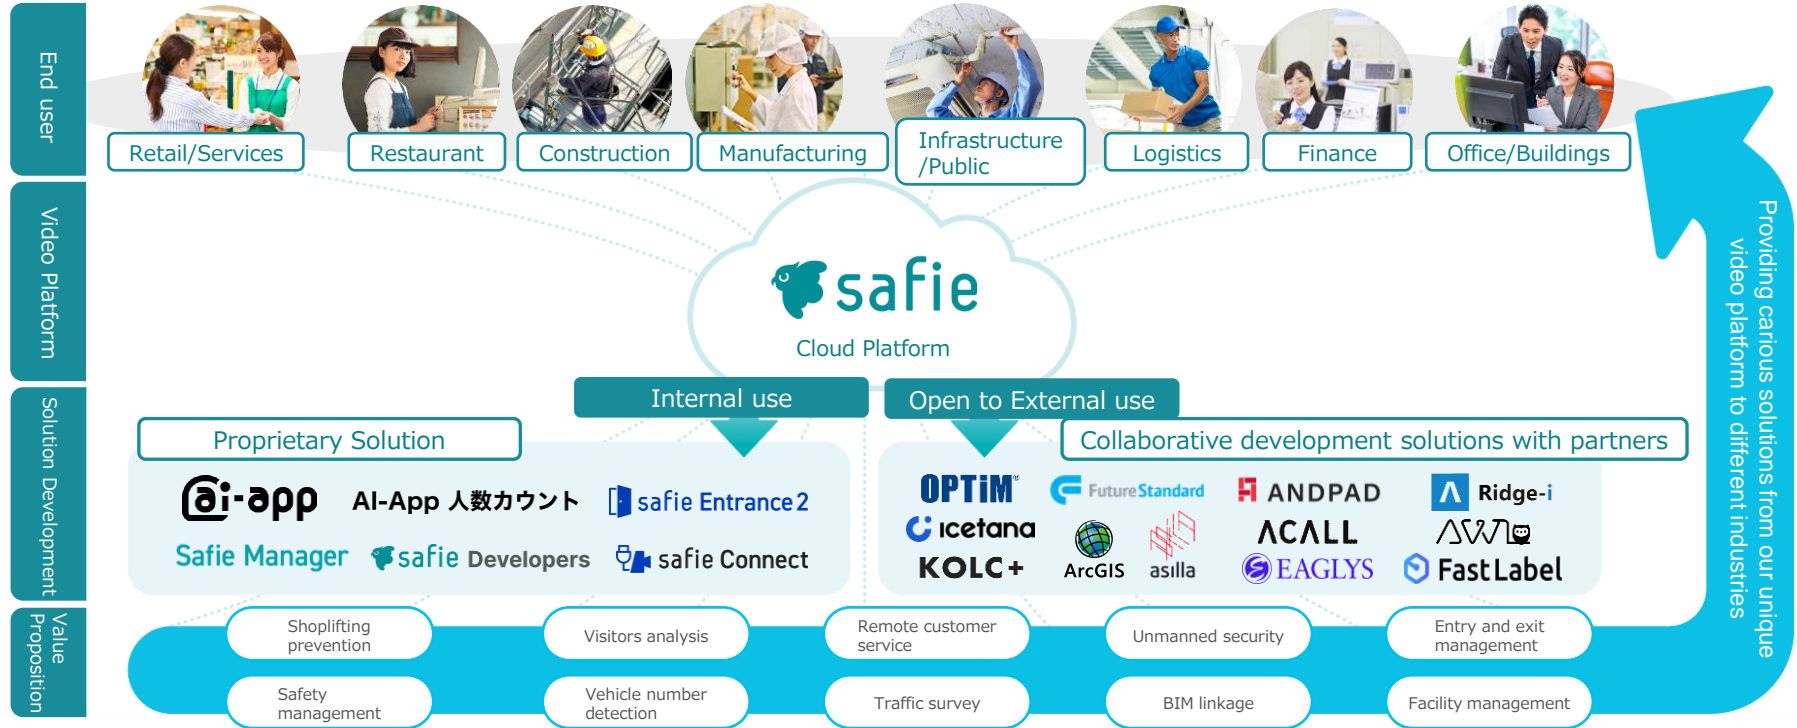 End user
Retail/Services
Restaurant
Construction
Manufacturing
Infrastructure
/Public
Logistics
Finance
Office/Buildings
Video Platform
safie
Cloud Platform
Solution Development
Internal use
Open to External use
Proprietary Solution
Collaborative development solutions with partners
ai-app
AI-App 人数カウント
safie Entrance2
Safie Manager
safie Developers
safie Connect
OPTiM®
FutureStandard
ANDPAD
Ridge-i
icetana
ArcGIS
asilla
ACALL
AWL
KOLC+
EAGLYS
FastLabel
Value
Proposition
Shoplifting
prevention
Visitors analysis
Remote customer
service
Unmanned security
Entry and exit
management
Safety
management
Vehicle number
detection
Traffic survey
BIM linkage
Facility management
Providing carious solutions from our unique
video platform to different industries